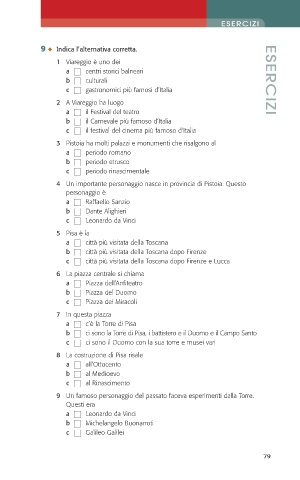 ESERCIZI
ESERCIZI
9 Indica l'alternativa corretta.
1 Viareggio è uno dei
a centri storici balneari
b culturali
c gastronomici più famosi d'Italia
2 A Viareggio ha luogo
a il Festival del teatro
b il Carnevale più famoso d'Italia
c il festival del cinema più famoso d'Italia
3 Pistoia ha molti palazzi e monumenti che risalgono al
a periodo romano
b periodo etrusco
c periodo rinascimentale
4 Un importante personaggio nasce in provincia di Pistoia. Questo
personaggio è
a Raffaello Sanzio
b Dante Alighieri
c Leonardo da Vinci
5 Pisa è la
a città più visitata della Toscana
b città più visitata della Toscana dopo Firenze
c città più visitata della Toscana dopo Firenze e Lucca
6 La piazza centrale si chiama
a Piazza dell'Anfiteatro
b Piazza del Duomo
c Piazza dei Miracoli
7 In questa piazza
a c'è la Torre di Pisa
b ci sono la Torre di Pisa, i battistero e il Duomo e il Campo Santo
c ci sono il Duomo con la sua torre e musei vari
8 La costruzione di Pisa risale
a all'Ottocento
b al Medioevo
c al Rinascimento
9 Un famoso personaggio del passato faceva esperimenti dalla Torre.
Questi era
a Leonardo da Vinci
b Michelangelo Buonarroti
c Galileo Galilei
79